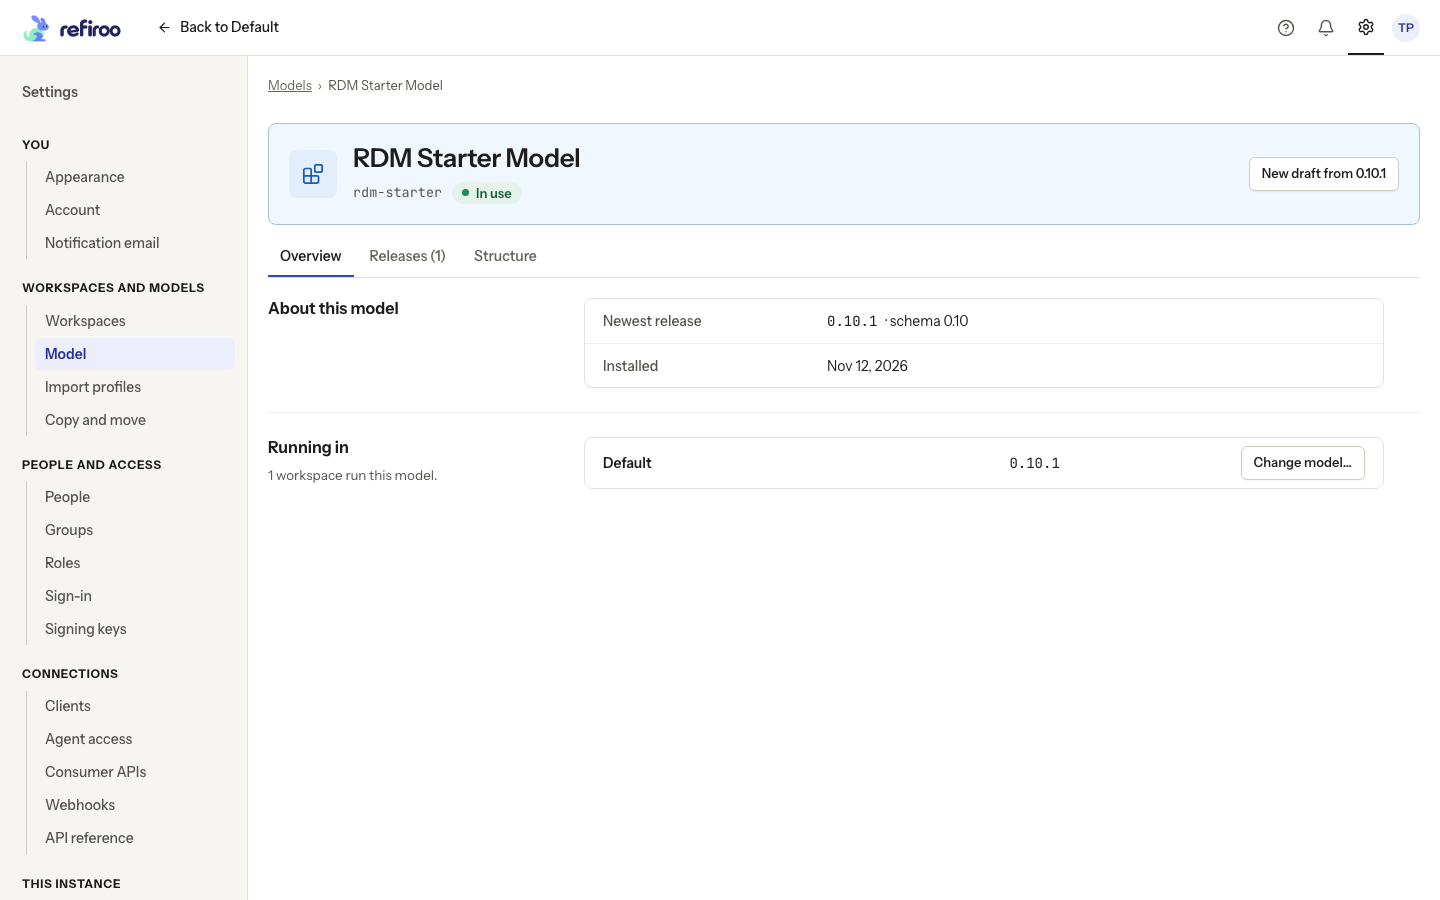 refiroo
Back to Default
TP
Settings
YOU
Appearance
Account
Notification email
WORKSPACES AND MODELS
Workspaces
Model
Import profiles
Copy and move
PEOPLE AND ACCESS
People
Groups
Roles
Sign-in
Signing keys
CONNECTIONS
Clients
Agent access
Consumer APIs
Webhooks
API reference
THIS INSTANCE
Models › RDM Starter Model
RDM Starter Model
rdm-starter In use
New draft from 0.10.1
Overview Releases (1) Structure
About this model
Newest release 0.10.1 · schema 0.10
Installed Nov 12, 2026
Running in
1 workspace run this model.
Default 0.10.1 Change model…